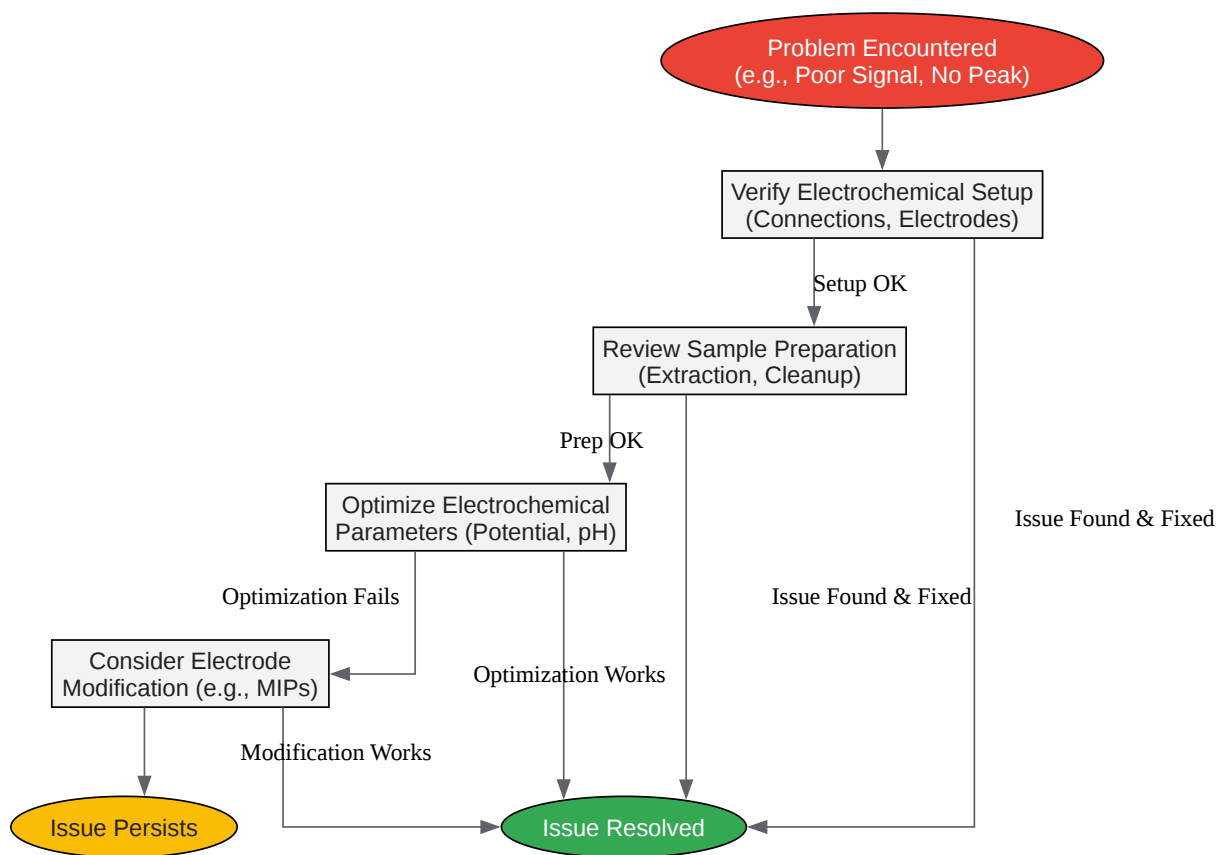 Problem Encountered
(e.g., Poor Signal, No Peak)
Verify Electrochemical Setup
(Connections, Electrodes)
Setup OK
Review Sample Preparation
(Extraction, Cleanup)
Prep OK
Optimize Electrochemical
Parameters (Potential, pH)
Issue Found & Fixed
Optimization Fails
Issue Found & Fixed
Consider Electrode
Modification (e.g., MIPs)
Optimization Works
Modification Works
Issue Persists
Issue Resolved